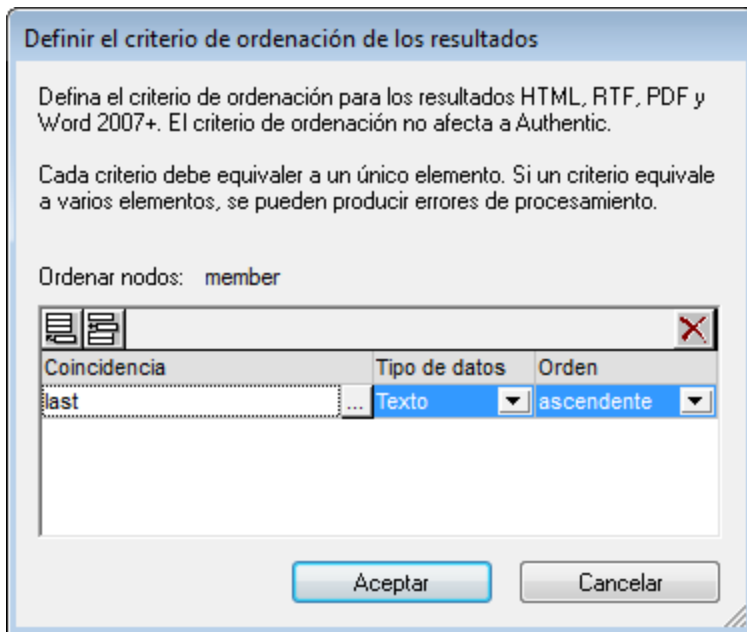 Definir el criterio de ordenación de los resultados
Defina el criterio de ordenación para los resultados HTML, RTF, PDF y
Word 2007+. El criterio de ordenación no afecta a Authentic.
Cada criterio debe equivaler a un único elemento. Si un criterio equivale
a varios elementos, se pueden producir errores de procesamiento.
Ordenar nodos: member
Coincidencia Tipo de datos Orden
last ... Texto ascendente
Aceptar Cancelar